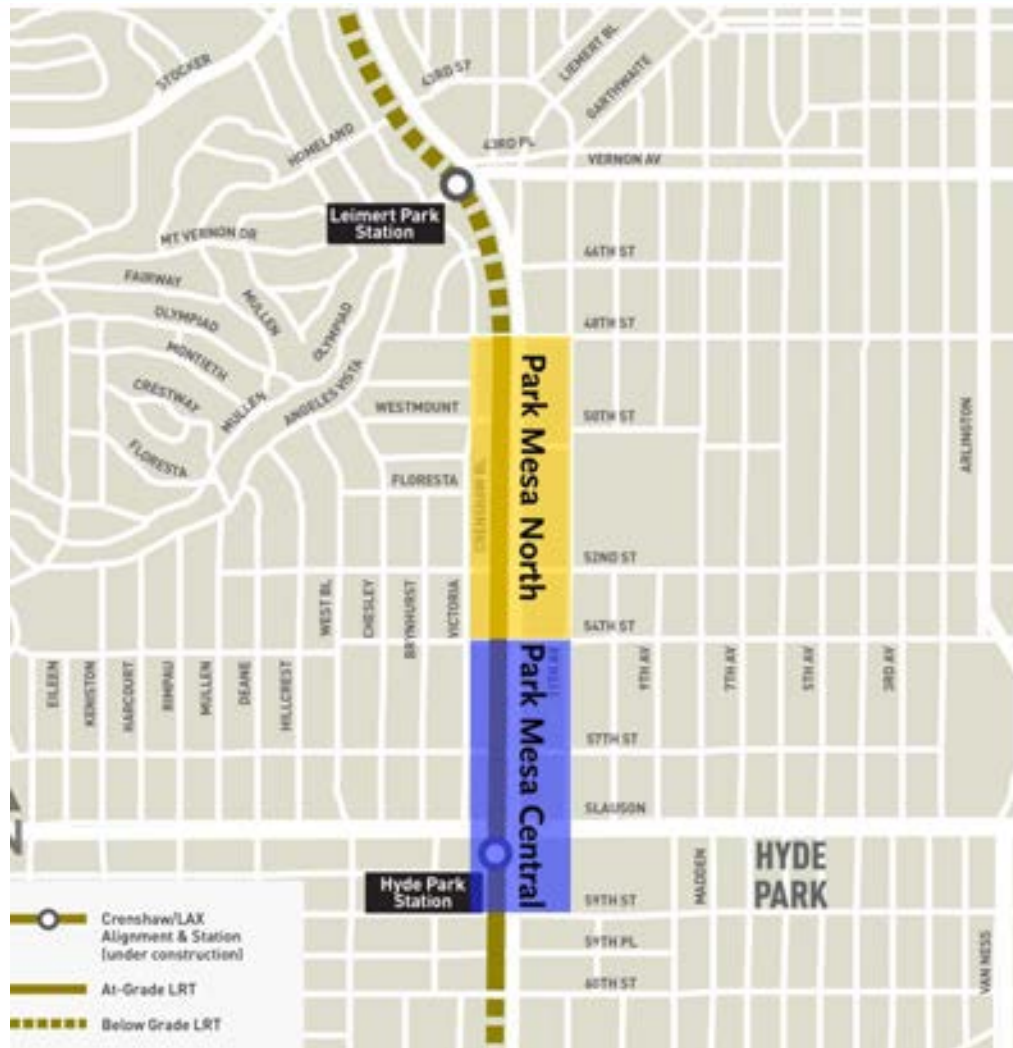 STOCKER
43RD ST
LIEMERT BL
GARTHWAITE
HOMELAND
43RD PL
VERNON AV
Leimert Park
Station
MT VERNON DR
44TH ST
FAIRWAY
MULLEN
OLYMPIAD
OLYMPIAD
48TH ST
MONTIETH
CRESTWAY
MULLEN
ANGELES VISTA
WESTMOUNT
50TH ST
FLORESTA
FLORESTA
CRENSHAW BL
ARLINGTON
Park Mesa North
52ND ST
WEST BL
CHESLEY
BRYNHURST
VICTORIA
54TH ST
EILEEN
KENISTON
HARCOURT
RIMPAU
MULLEN
DEANE
HILLCREST
9TH AV
7TH AV
5TH AV
3RD AV
Park Mesa Central
57TH ST
SLAUSON
MADDEN
HYDE
PARK
Hyde Park
Station
59TH ST
59TH PL
60TH ST
VAN NESS
Crenshaw/LAX
Alignment & Station
(under construction)
At-Grade LRT
Below Grade LRT